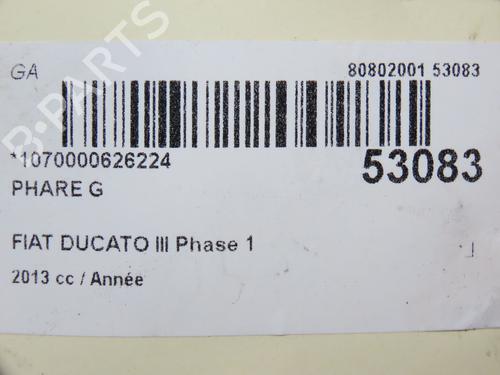 GA 80802001 53083
*1070000626224 53083
PHARE G
FIAT DUCATO III Phase 1
2013 cc / Année
B-PARTS